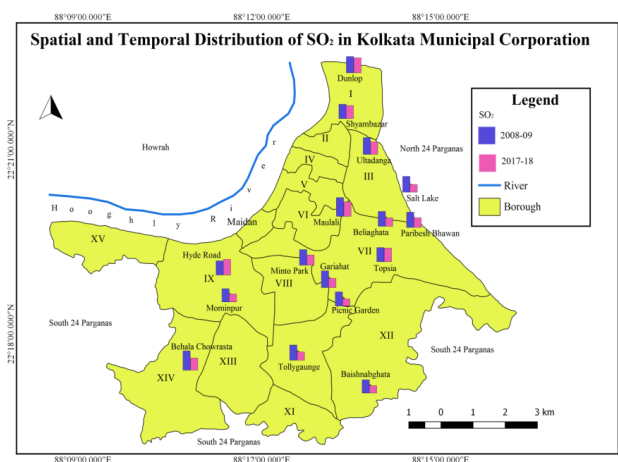 88°09'00.000"E 88°12'00.000"E 88°15'00.000"E
Spatial and Temporal Distribution of SO₂ in Kolkata Municipal Corporation
Dunlop
I
Legend
SO₂
2008-09
2017-18
River
Borough
Shyambazar
II
Howrah
Ultadanga
North 24 Parganas
22°21'00.000"N
IV
III
V
Salt Lake
Hooghly River
Maidan
VI
Maulali
Beliaghata
Paribesh Bhawan
XV
VII
Hyde Road
Minto Park
Gariahat
Topsia
IX
VIII
Mominpur
Picnic Garden
South 24 Parganas
22°18'00.000"N
XII
Behala Chowrasta
XIII
Tollygaunge
South 24 Parganas
XIV
Baishnabghata
XI
1 0 1 2 3 km
South 24 Parganas
88°09'00.000"E 88°12'00.000"E 88°15'00.000"E